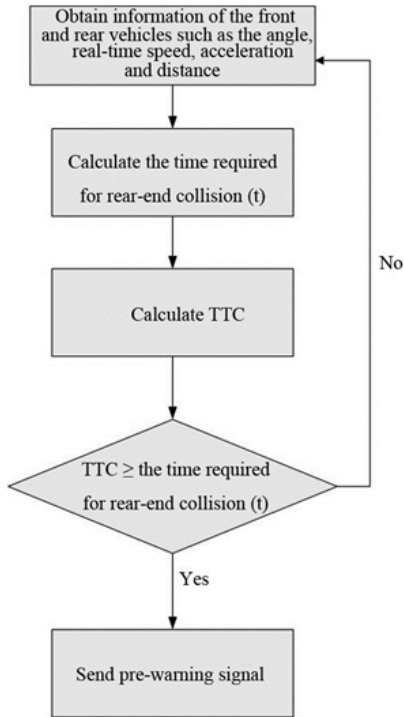 Obtain information of the front
and rear vehicles such as the angle,
real-time speed, acceleration
and distance
Calculate the time required
for rear-end collision (t)
Calculate TTC
TTC ≥ the time required
for rear-end collision (t)
No
Yes
Send pre-warning signal